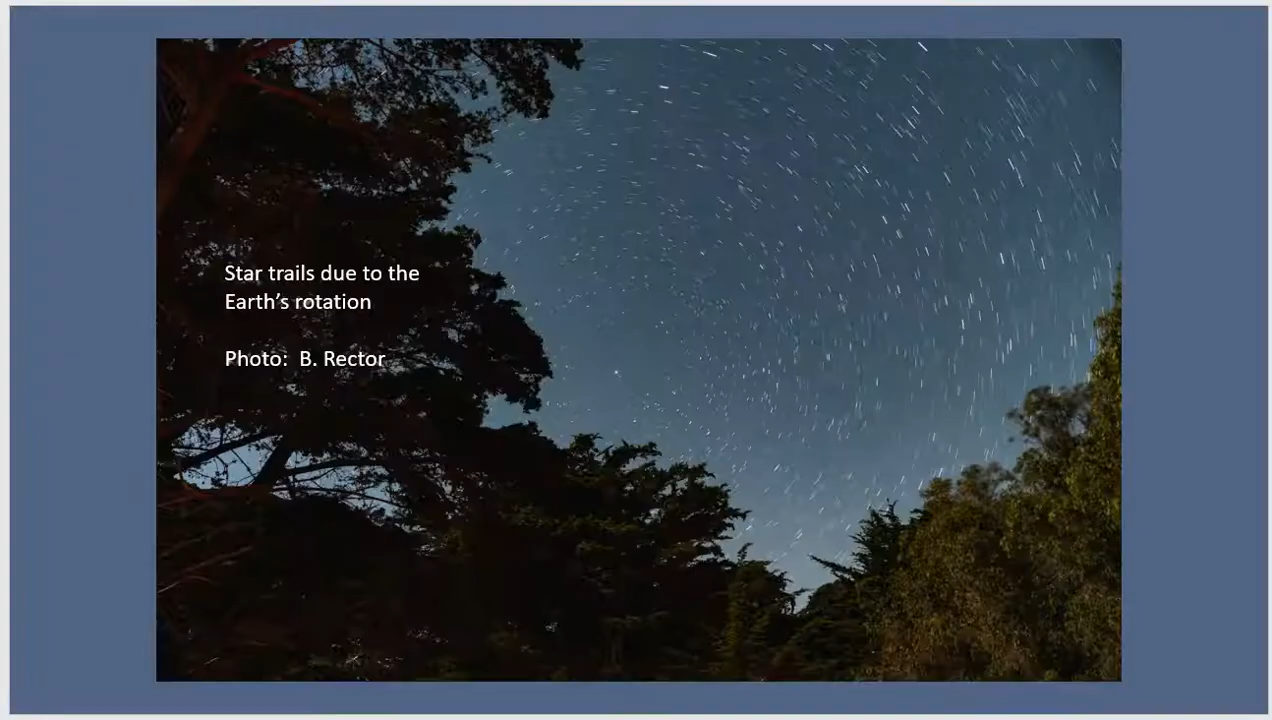 Star trails due to the
Earth’s rotation
Photo:  B. Rector